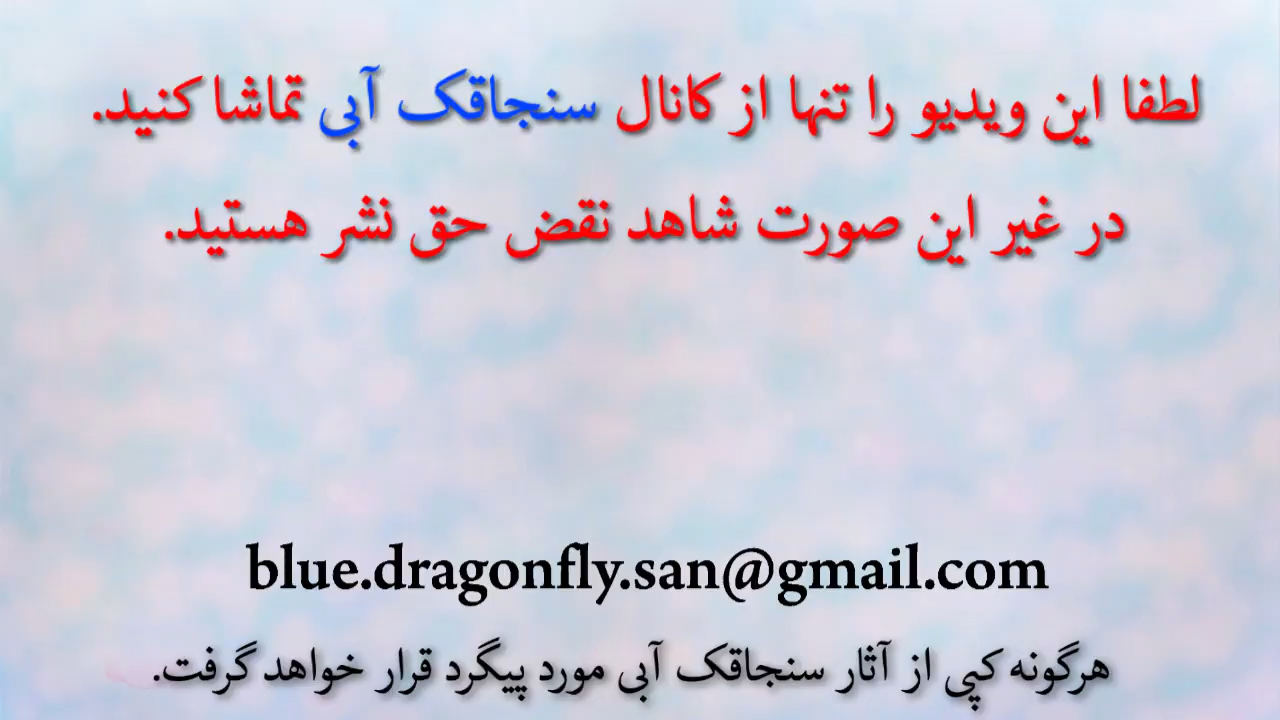 لطفا این ویدیو را تنها از کانال سنجاقک آبی تماشا کنید.
در غیر این صورت شاهد نقض حق نشر هستید.
blue.dragonfly.san@gmail.com
هرگونه کپی از آثار سنجاقک آبی مورد پیگرد قرار خواهد گرفت.